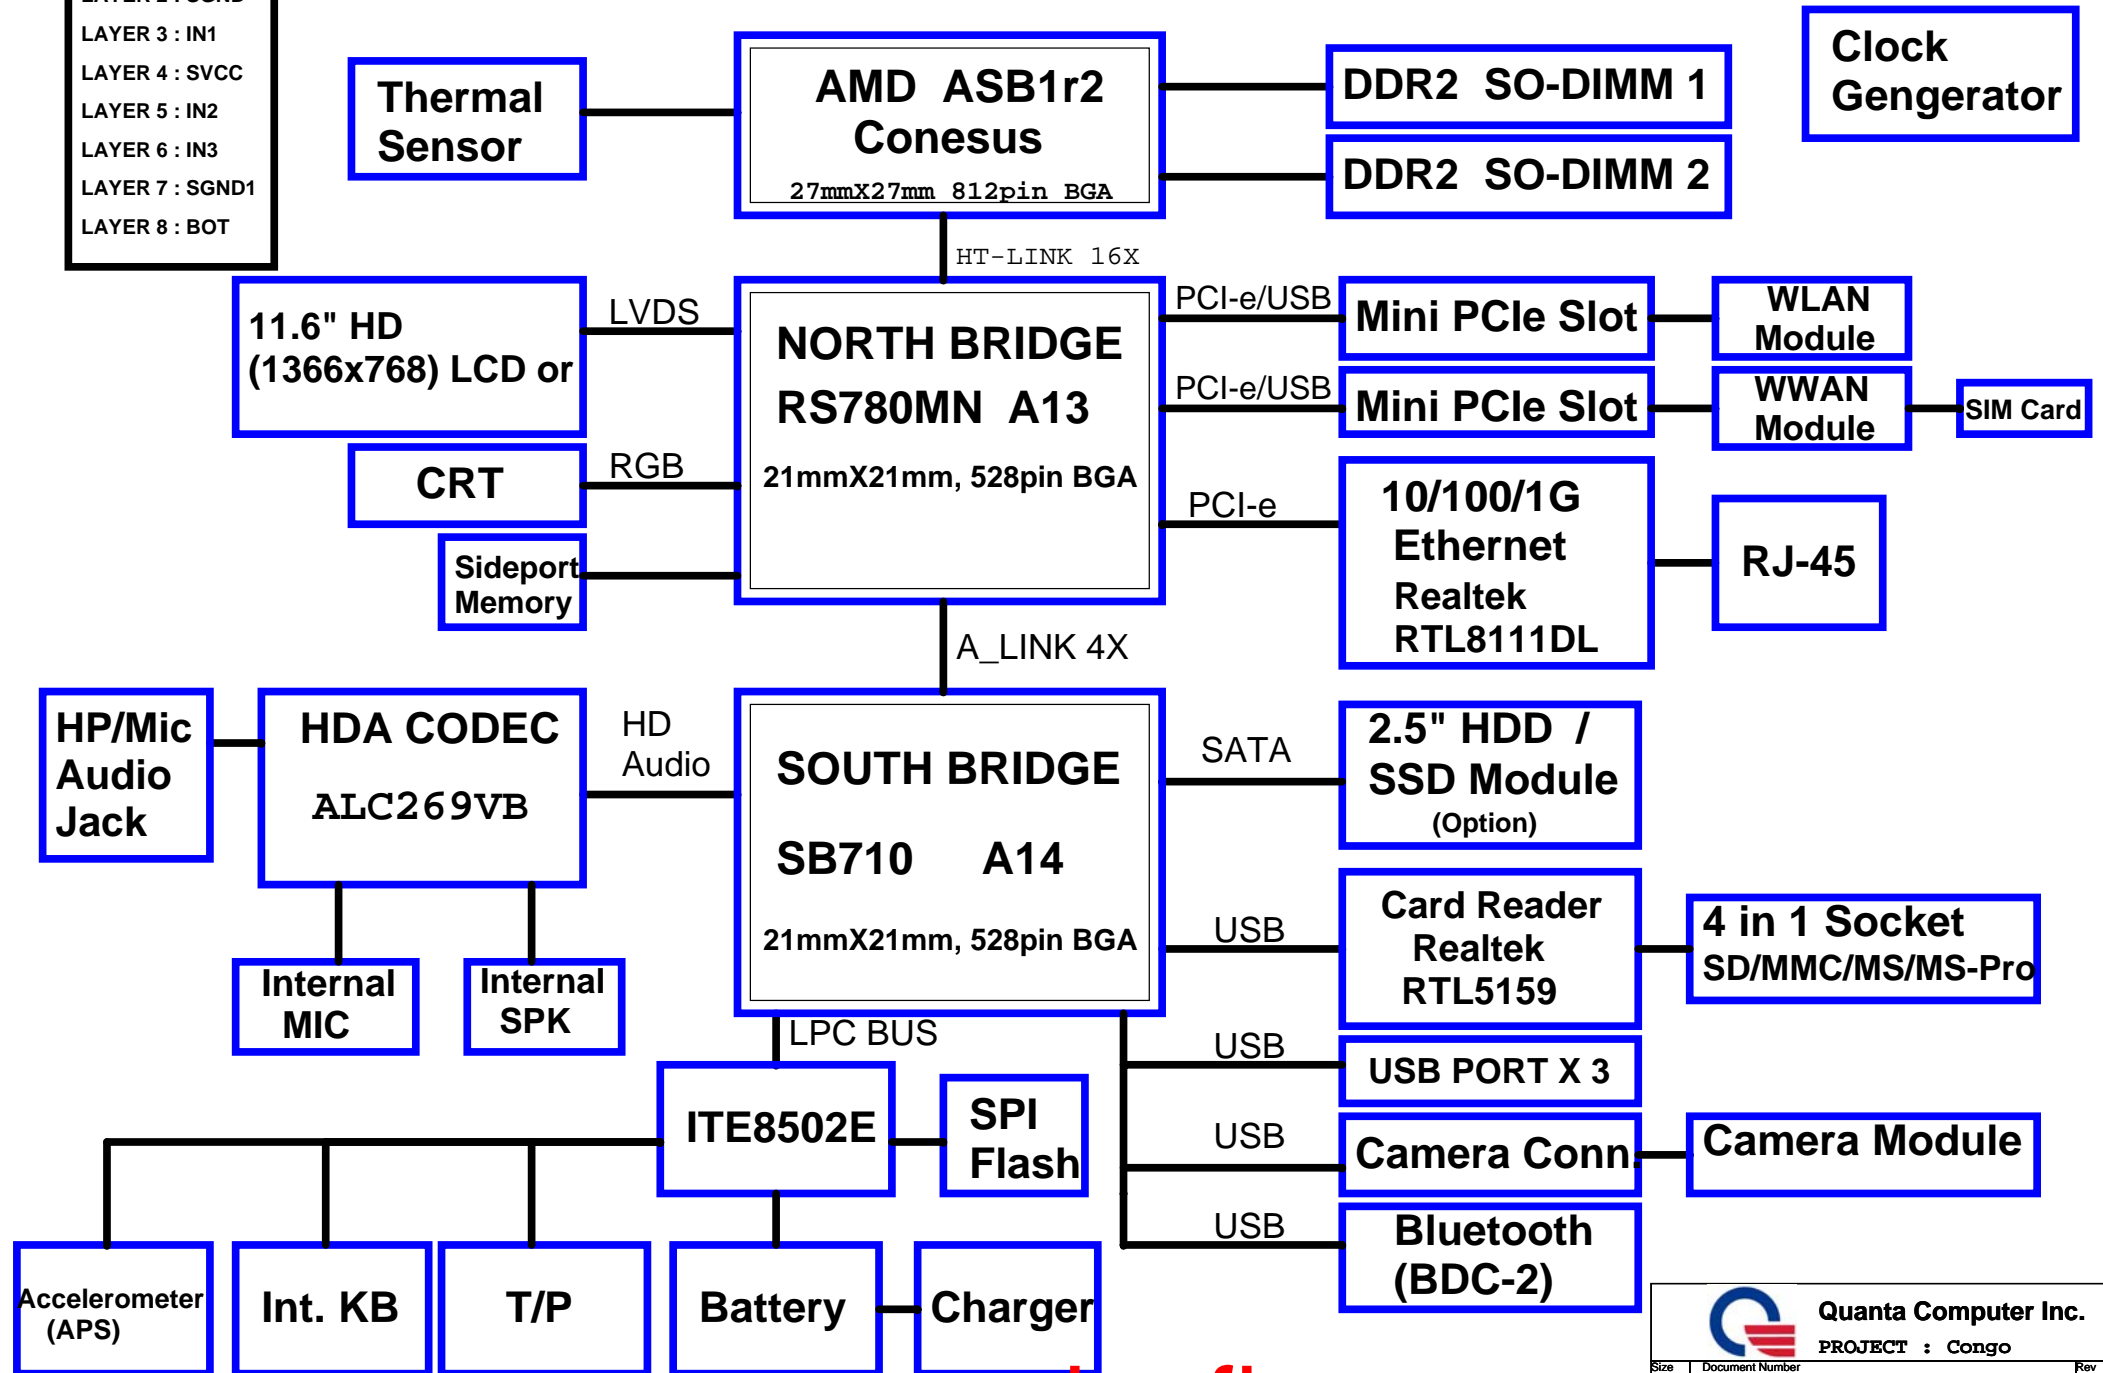 LAYER 3 : IN1
LAYER 4 : SVCC
LAYER 5 : IN2
LAYER 6 : IN3
LAYER 7 : SGND1
LAYER 8 : BOT
Thermal
Sensor
AMD ASB1r2
Conesus
27mmX27mm 812pin BGA
DDR2 SO-DIMM 1
DDR2 SO-DIMM 2
Clock
Gengerator
HT-LINK 16X
11.6" HD
(1366x768) LCD or
LVDS
CRT
RGB
Sideport
Memory
NORTH BRIDGE
RS780MN A13
21mmX21mm, 528pin BGA
PCI-e/USB
Mini PCIe Slot
WLAN
Module
PCI-e/USB
Mini PCIe Slot
WWAN
Module
SIM Card
PCI-e
10/100/1G
Ethernet
Realtek
RTL8111DL
RJ-45
A_LINK 4X
HP/Mic
Audio
Jack
HDA CODEC
ALC269VB
HD
Audio
Internal
MIC
Internal
SPK
SOUTH BRIDGE
SB710 A14
21mmX21mm, 528pin BGA
SATA
2.5" HDD /
SSD Module
(Option)
USB
Card Reader
Realtek
RTL5159
4 in 1 Socket
SD/MMC/MS/MS-Pro
USB
USB PORT X 3
USB
Camera Conn.
Camera Module
USB
Bluetooth
(BDC-2)
LPC BUS
ITE8502E
SPI
Flash
Accelerometer
(APS)
Int. KB
T/P
Battery
Charger
Quanta Computer Inc.
PROJECT : Congo
Size
Document Number
Rev